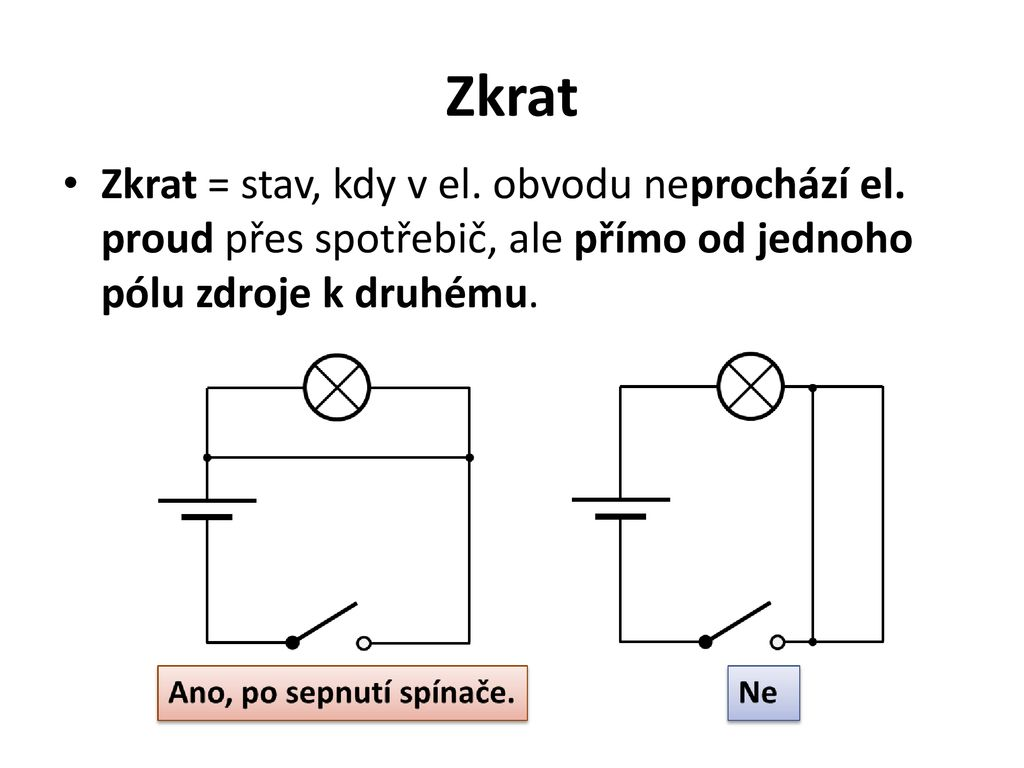 Zkrat
• Zkrat = stav, kdy v el. obvodu neprochází el.
proud přes spotřebič, ale přímo od jednoho
pólu zdroje k druhému.
Ano, po sepnutí spínače.
Ne